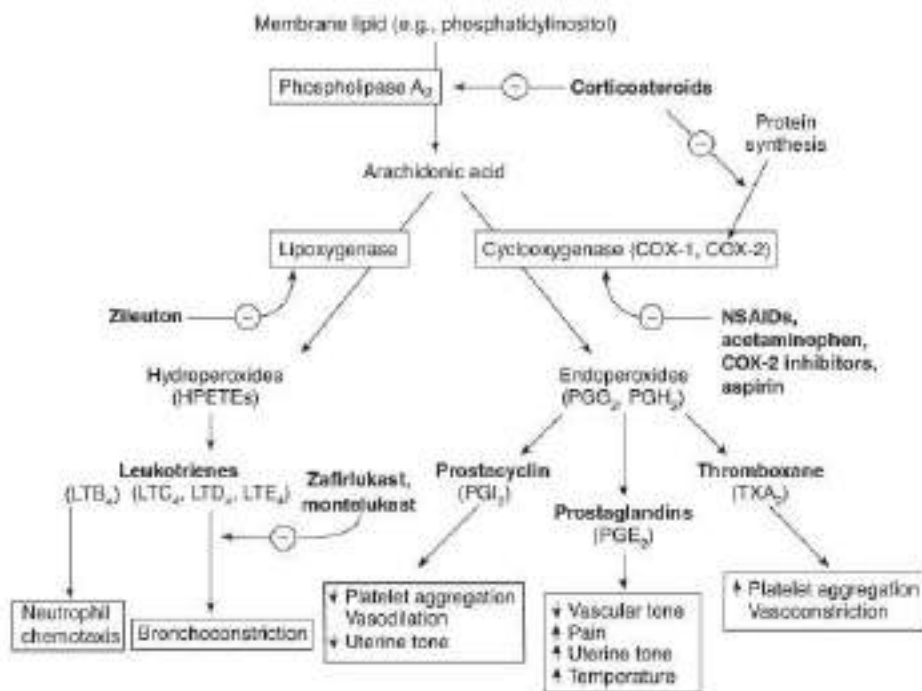 Membrane lipid (e.g., phosphatidylinositol)
Phospholipase A₂
Corticosteroids
Protein
synthesis
Arachidonic acid
Lipoxygenase
Cyclooxygenase (COX-1, COX-2)
Zileuton
NSAIDs,
acetaminophen,
COX-2 inhibitors,
aspirin
Hydroperoxides
(HPETEs)
Endoperoxides
(PGG₂, PGH₂)
Leukotrienes
(LTB₄) (LTC₄, LTD₄, LTE₄)
Zafirlukast,
montelukast
Prostacyclin
(PGI₂)
Prostaglandins
(PGE₂)
Thromboxane
(TXA₂)
Neutrophil
chemotaxis
Bronchoconstriction
↓ Platelet aggregation
Vasodilation
↓ Uterine tone
↓ Vascular tone
↑ Pain
↑ Uterine tone
↑ Temperature
↑ Platelet aggregation
Vasoconstriction